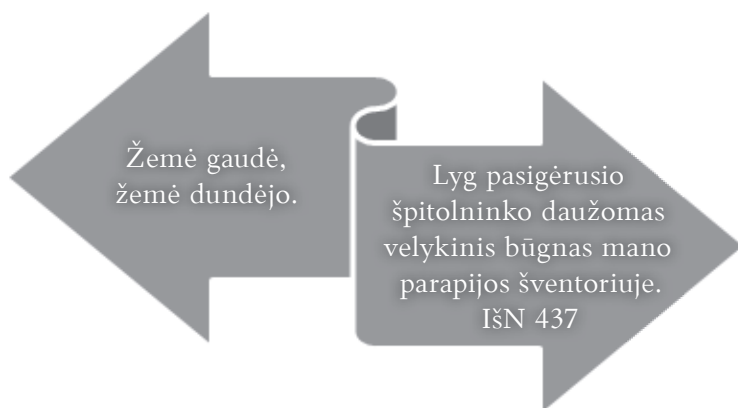 Žemė gaudė,
žemė dundėjo.
Lyg pasigėrusio
špitolninko daužomas
velykinis būgnas mano
parapijos šventoriuje.
IšN 437